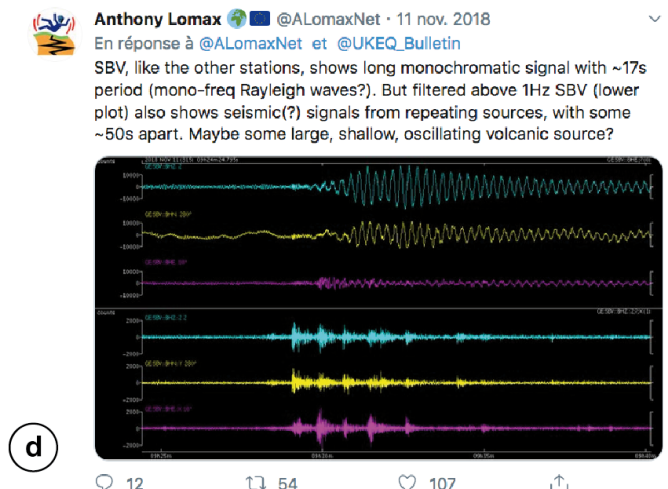 Anthony Lomax @ALomaxNet · 11 nov. 2018
En réponse à @ALomaxNet et @UKEQ_Bulletin
SBV, like the other stations, shows long monochromatic signal with ~17s
period (mono-freq Rayleigh waves?). But filtered above 1Hz SBV (lower
plot) also shows seismic(?) signals from repeating sources, with some
~50s apart. Maybe some large, shallow, oscillating volcanic source?
d
12 54 107